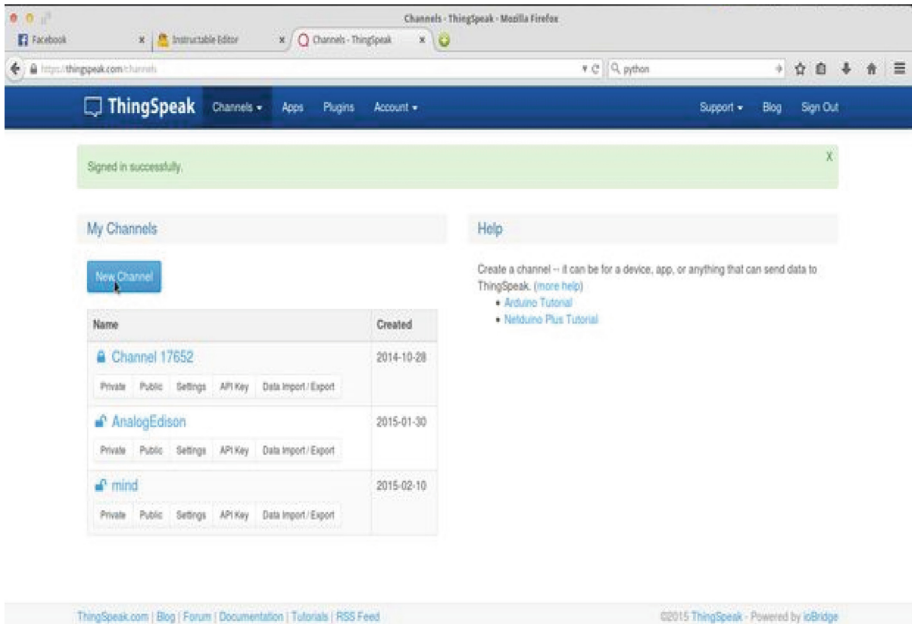 Channels - ThingSpeak - Mozilla Firefox
Facebook x Instructable Editor x Channels - ThingSpeak x
https://thingspeak.com/channels python
ThingSpeak Channels Apps Plugins Account Support Blog Sign Out
Signed in successfully. X
My Channels
New Channel
Name Created
Channel 17652 2014-10-28
Private Public Settings API Key Data Import / Export
AnalogEdison 2015-01-30
Private Public Settings API Key Data Import / Export
mind 2015-02-10
Private Public Settings API Key Data Import / Export
Help
Create a channel -- it can be for a device, app, or anything that can send data to
ThingSpeak. (more help)
• Arduino Tutorial
• Netduino Plus Tutorial
ThingSpeak.com | Blog | Forum | Documentation | Tutorials | RSS Feed
©2015 ThingSpeak - Powered by ioBridge